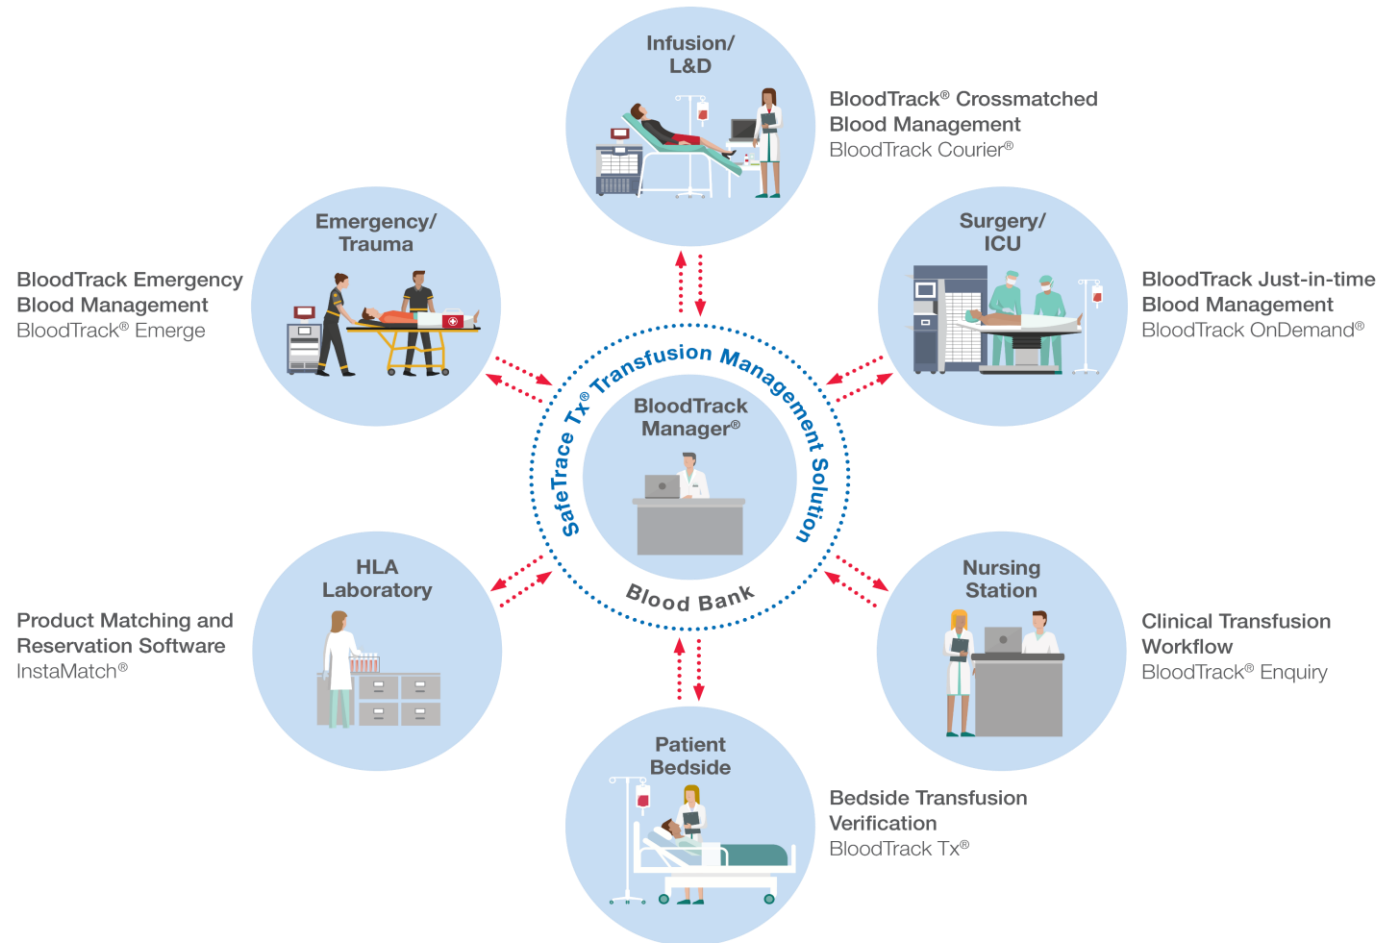 Infusion/
L&D
BloodTrack® Crossmatched
Blood Management
BloodTrack Courier®
Emergency/
Trauma
BloodTrack Emergency
Blood Management
BloodTrack® Emerge
Surgery/
ICU
BloodTrack Just-in-time
Blood Management
BloodTrack OnDemand®
SafeTrace Tx® Transfusion Management Solution
BloodTrack
Manager®
Blood Bank
HLA
Laboratory
Product Matching and
Reservation Software
InstaMatch®
Nursing
Station
Clinical Transfusion
Workflow
BloodTrack® Enquiry
Patient
Bedside
Bedside Transfusion
Verification
BloodTrack Tx®